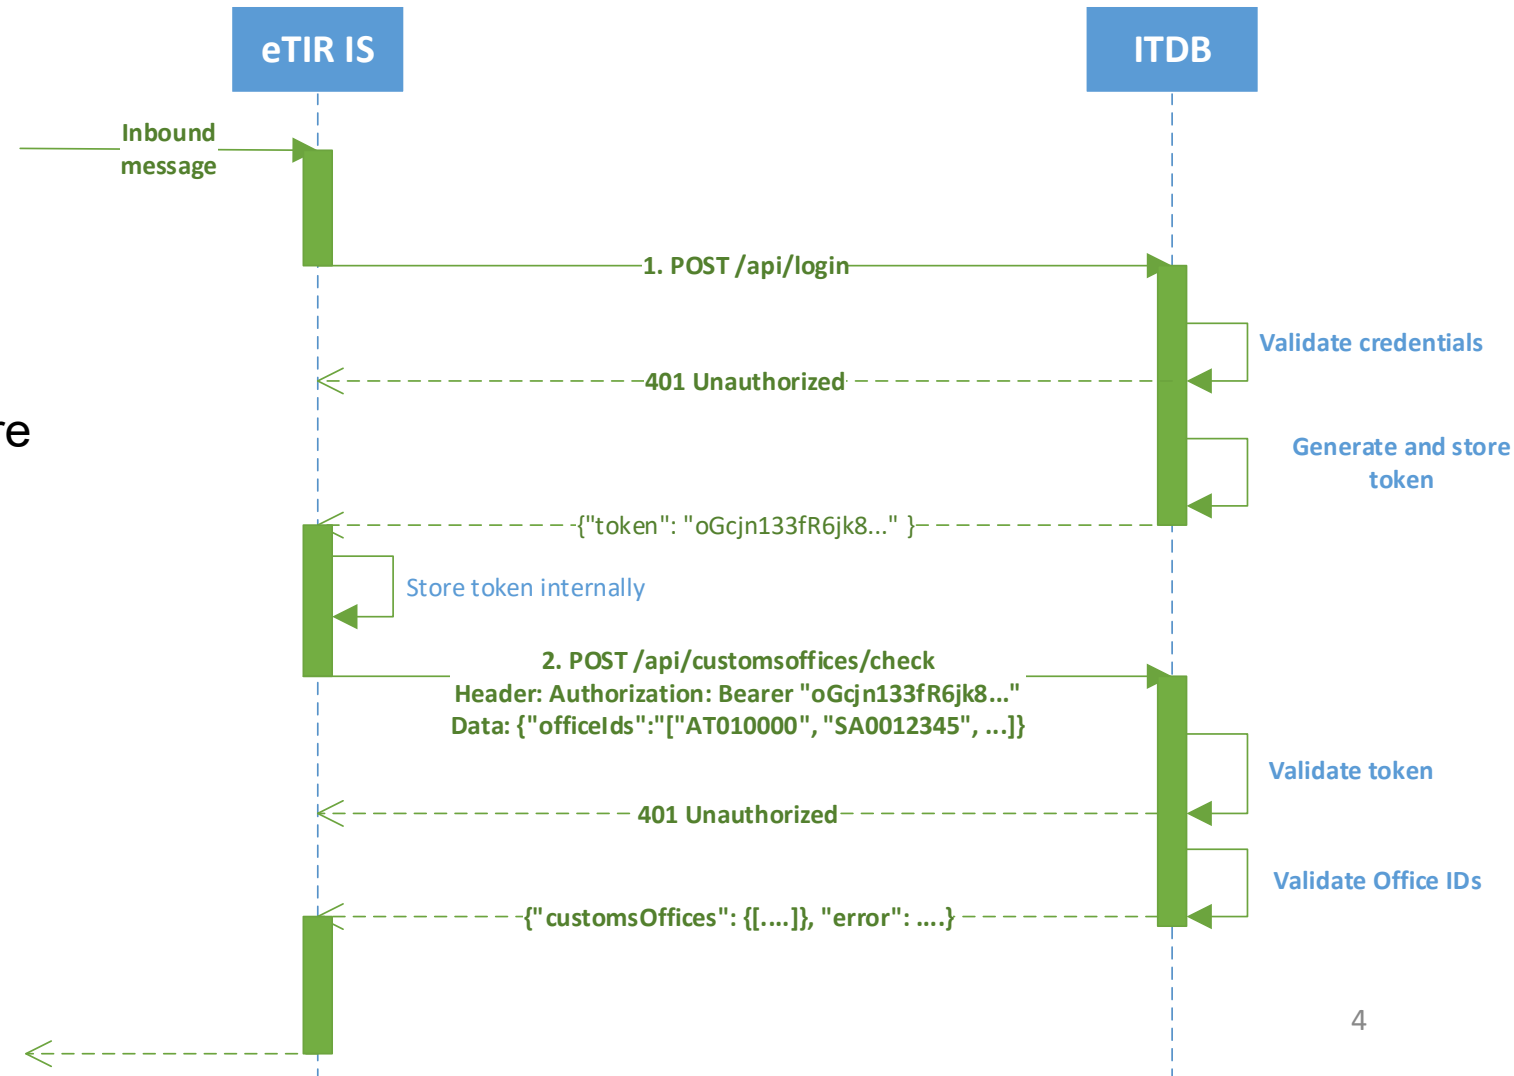 eTIR IS
ITDB
Inbound
message
1. POST /api/login
Validate credentials
401 Unauthorized
re
Generate and store
token
{"token": "oGcjn133fR6jk8..." }
Store token internally
2. POST /api/customsoffices/check
Header: Authorization: Bearer "oGcjn133fR6jk8..."
Data: {"officeIds":"["AT010000", "SA0012345", ...]}
Validate token
401 Unauthorized
Validate Office IDs
{"customsOffices": {[....]}, "error": ....}
4